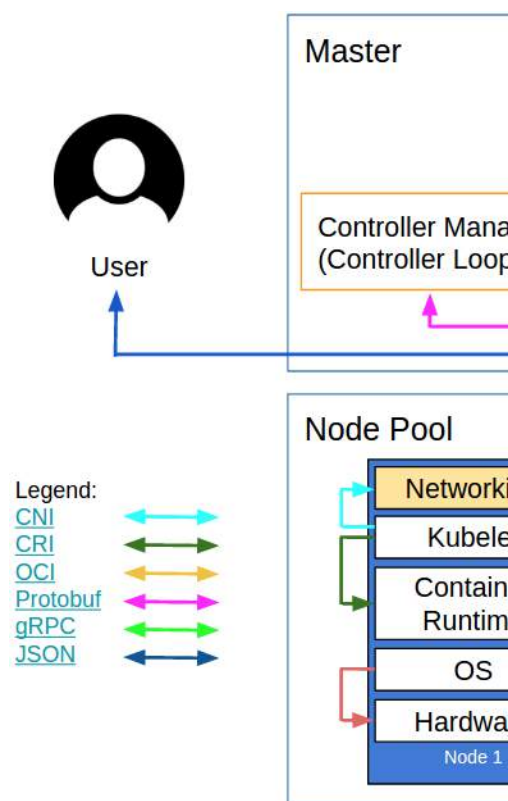 Master
Controller Mana
(Controller Loop
User
Node Pool
Networki
Kubele
Contain
Runtim
OS
Hardwa
Node 1
Legend:
CNI
CRI
OCI
Protobuf
gRPC
JSON